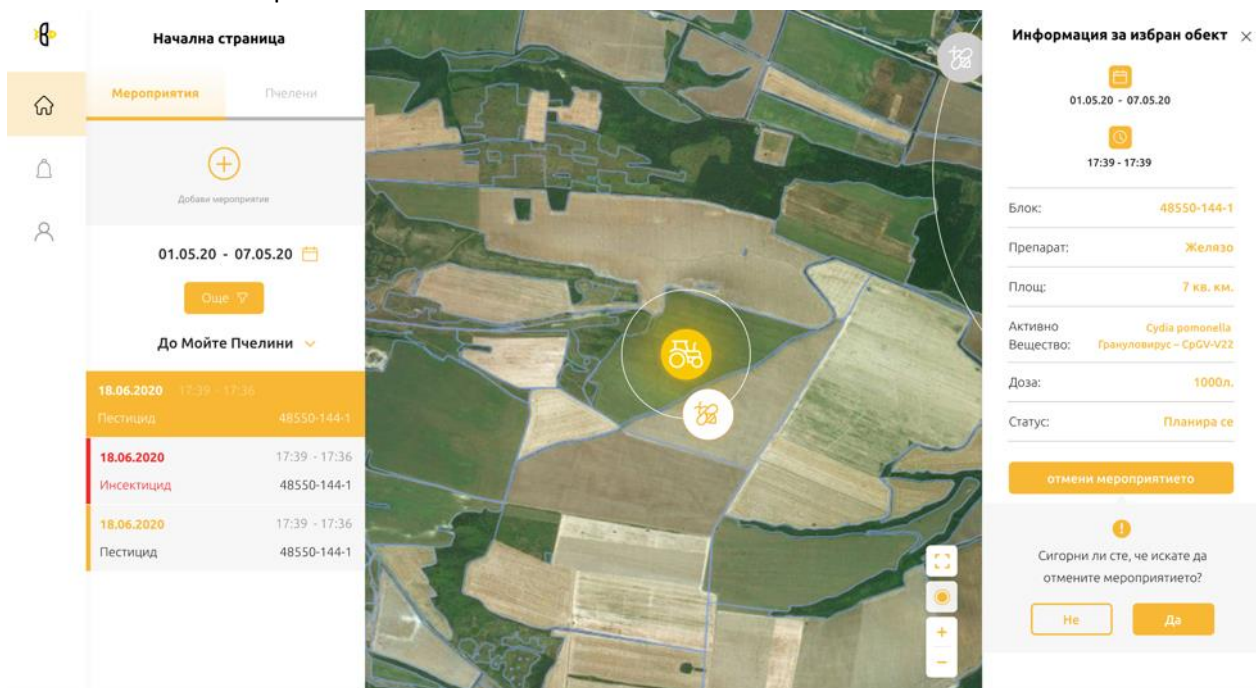 Начална страница
Мероприятия Пчелени
Добави мероприятие
01.05.20 - 07.05.20
Още
До Мойте Пчелини
18.06.2020 17:39 - 17:36
Пестицид 48550-144-1
18.06.2020 17:39 - 17:36
Инсектицид 48550-144-1
18.06.2020 17:39 - 17:36
Пестицид 48550-144-1
Информация за избран обект
01.05.20 - 07.05.20
17:39 - 17:39
Блок: 48550-144-1
Препарат: Желязо
Площ: 7 кв. км.
Активно Cydia pomonella
Вещество: Грануловирус – CpGV-V22
Доза: 1000л.
Статус: Планира се
отмени мероприятието
Сигорни ли сте, че искате да
отмените мероприятието?
Не Да